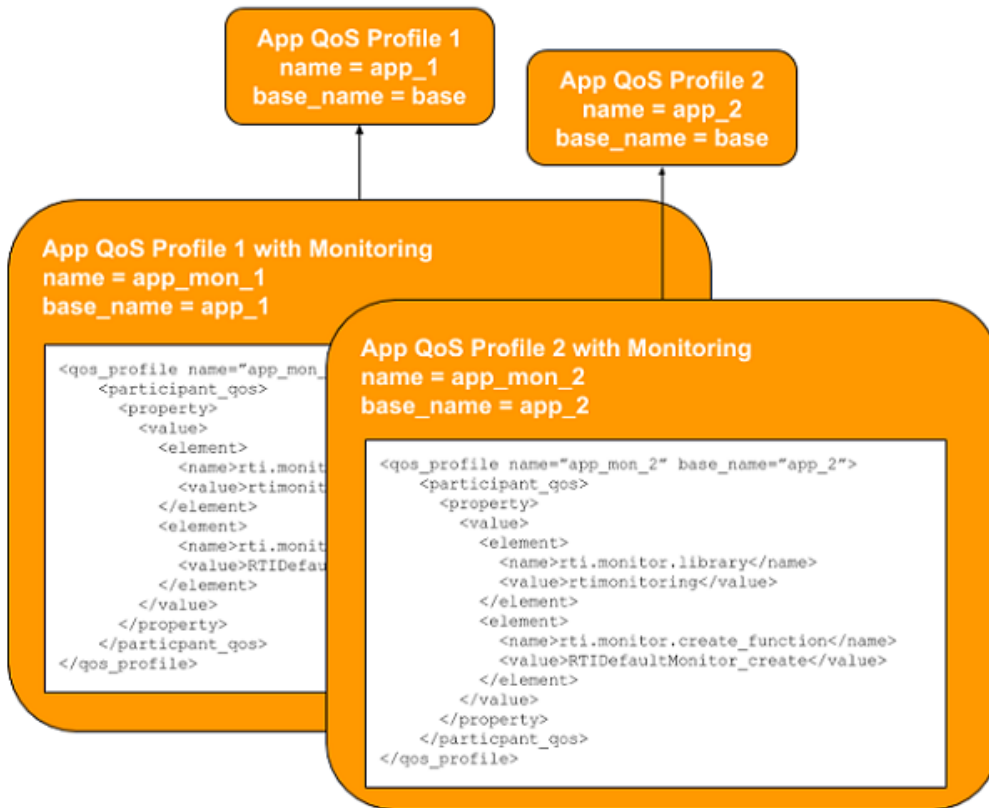 App QoS Profile 1
name = app_1
base_name = base
App QoS Profile 2
name = app_2
base_name = base
App QoS Profile 1 with Monitoring
name = app_mon_1
base_name = app_1
<qos_profile name=”app_mon_
<participant_qos>
<property>
<value>
<element>
<name>rti.monit
<value>rtimonit
</element>
<element>
<name>rti.monit
<value>RTIDefau
</element>
</value>
</property>
</particpant_qos>
</qos_profile>
App QoS Profile 2 with Monitoring
name = app_mon_2
base_name = app_2
<qos_profile name=”app_mon_2” base_name=”app_2”>
<participant_qos>
<property>
<value>
<element>
<name>rti.monitor.library</name>
<value>rtimonitoring</value>
</element>
<element>
<name>rti.monitor.create_function</name>
<value>RTIDefaultMonitor_create</value>
</element>
</value>
</property>
</particpant_qos>
</qos_profile>